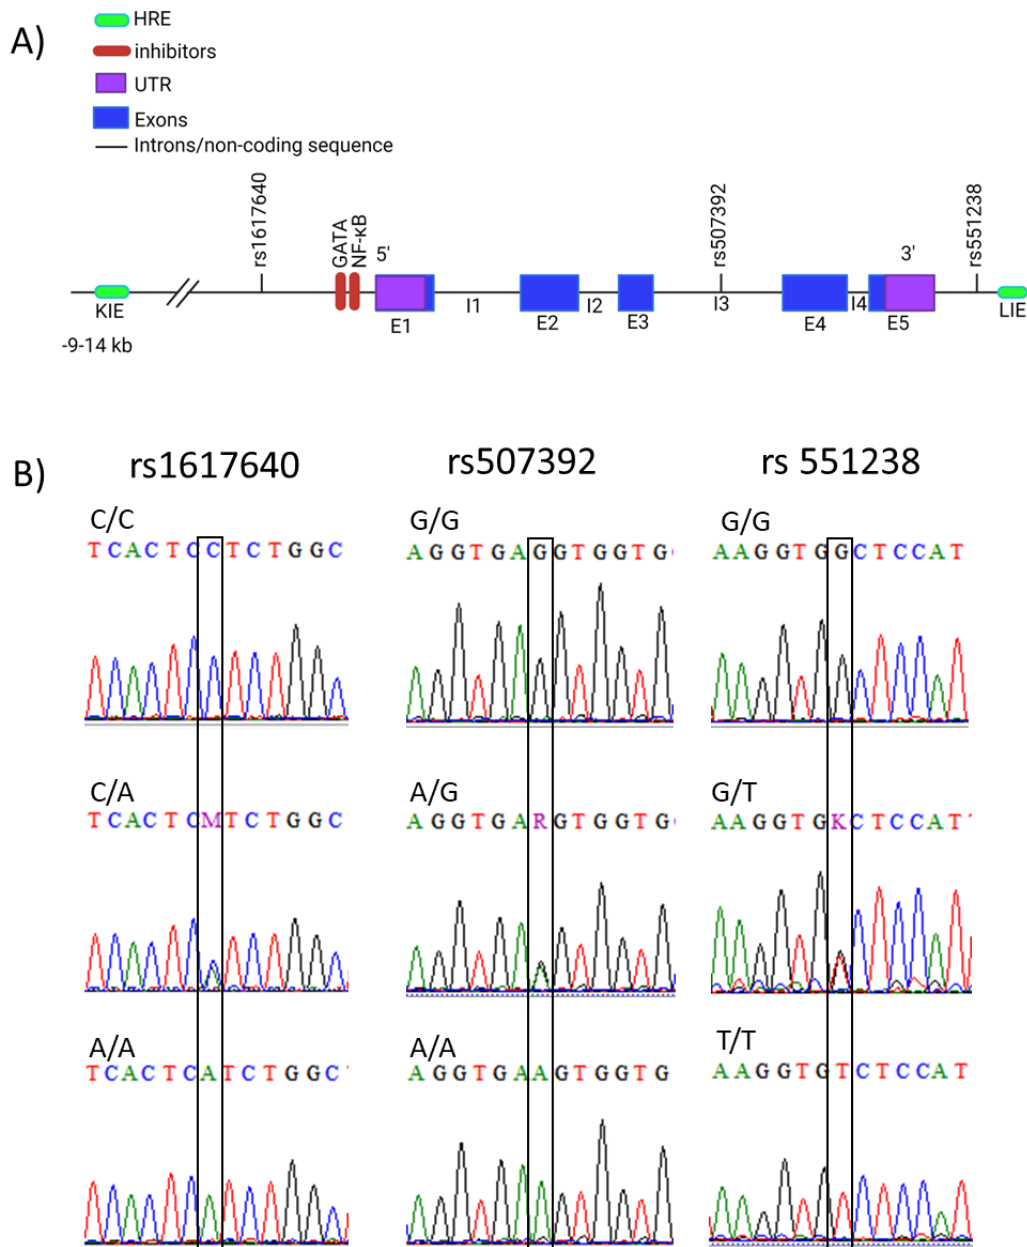 A)
HRE
inhibitors
UTR
Exons
Introns/non-coding sequence
rs1617640
GATA
NF-κB
5'
rs507392
3'
rs551238
KIE
E1
I1
E2
I2
E3
I3
E4
I4
E5
LIE
-9-14 kb
B)
rs1617640
rs507392
rs 551238
C/C
G/G
G/G
TCACTCCTCTGGC
AGGTGAGGTGGTG
AAGGTGGCTCCAT
C/A
A/G
G/T
TCACTCMTCTGGC
AGGTGARGTGGTG
AAGGTGKCTCCAT
A/A
A/A
T/T
TCACTCATCTGGC
AGGTGAAGTGGTG
AAGGTGTCTCCAT